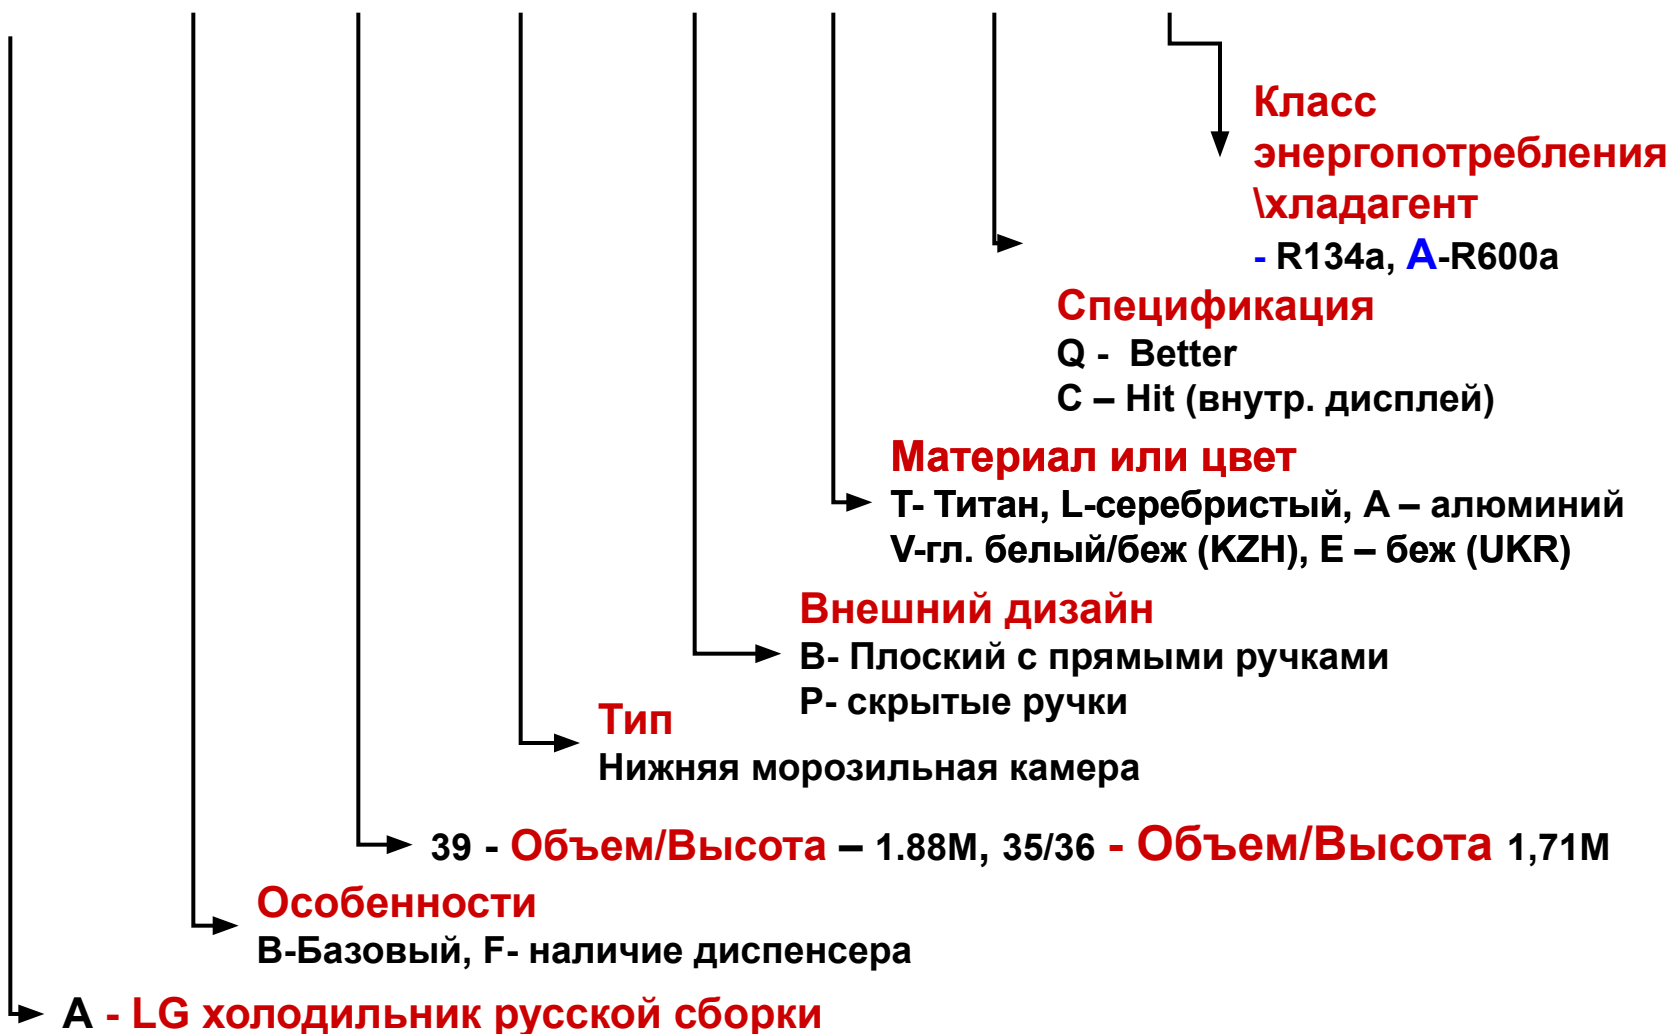 Класс
энергопотребления
\хладагент
- R134a, A-R600a
Спецификация
Q - Better
C – Hit (внутр. дисплей)
Материал или цвет
T- Титан, L-серебристый, A – алюминий
V-гл. белый/беж (KZH), E – беж (UKR)
Внешний дизайн
B- Плоский с прямыми ручками
P- скрытые ручки
Тип
Нижняя морозильная камера
39 - Объем/Высота – 1.88M, 35/36 - Объем/Высота 1,71M
Особенности
B-Базовый, F- наличие диспенсера
A - LG холодильник русской сборки